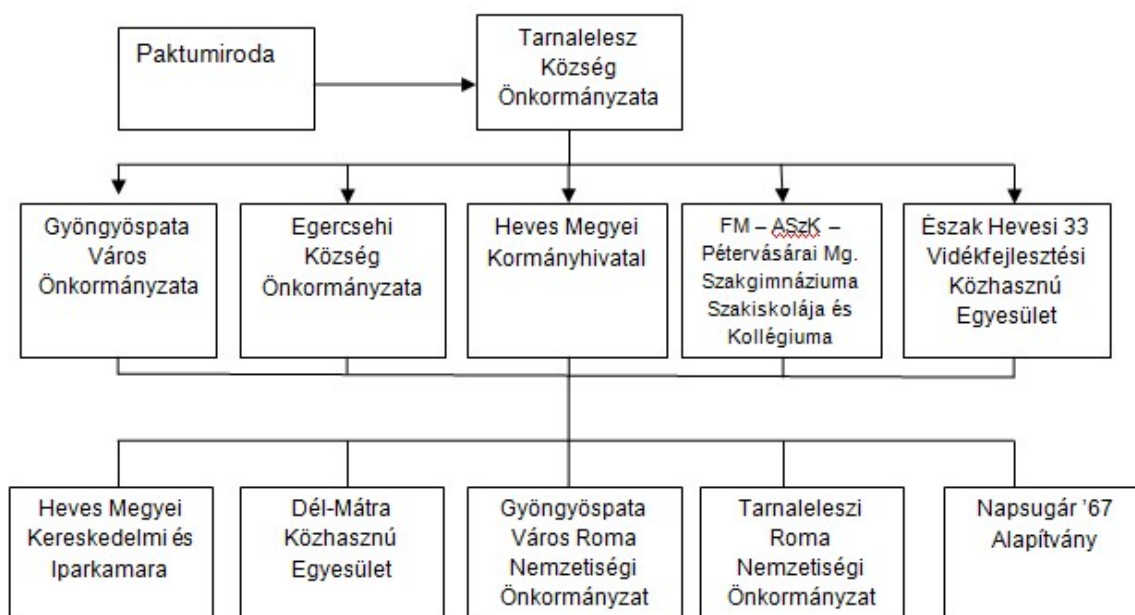 Paktumiroda
Tarnalelesz
Község
Önkormányzata
Gyöngyöspata
Város
Önkormányzata
Egercsehi
Község
Önkormányzata
Heves Megyei
Kormányhivatal
FM – ASzK –
Pétervásárai Mg.
Szakgimnáziuma
Szakiskolája és
Kollégiuma
Észak Hevesi 33
Vidékfejlesztési
Közhasznú
Egyesület
Heves Megyei
Kereskedelmi és
Iparkamara
Dél-Mátra
Közhasznú
Egyesület
Gyöngyöspata
Város Roma
Nemzetiségi
Önkormányzat
Tarnaleleszi
Roma
Nemzetiségi
Önkormányzat
Napsugár ’67
Alapítvány